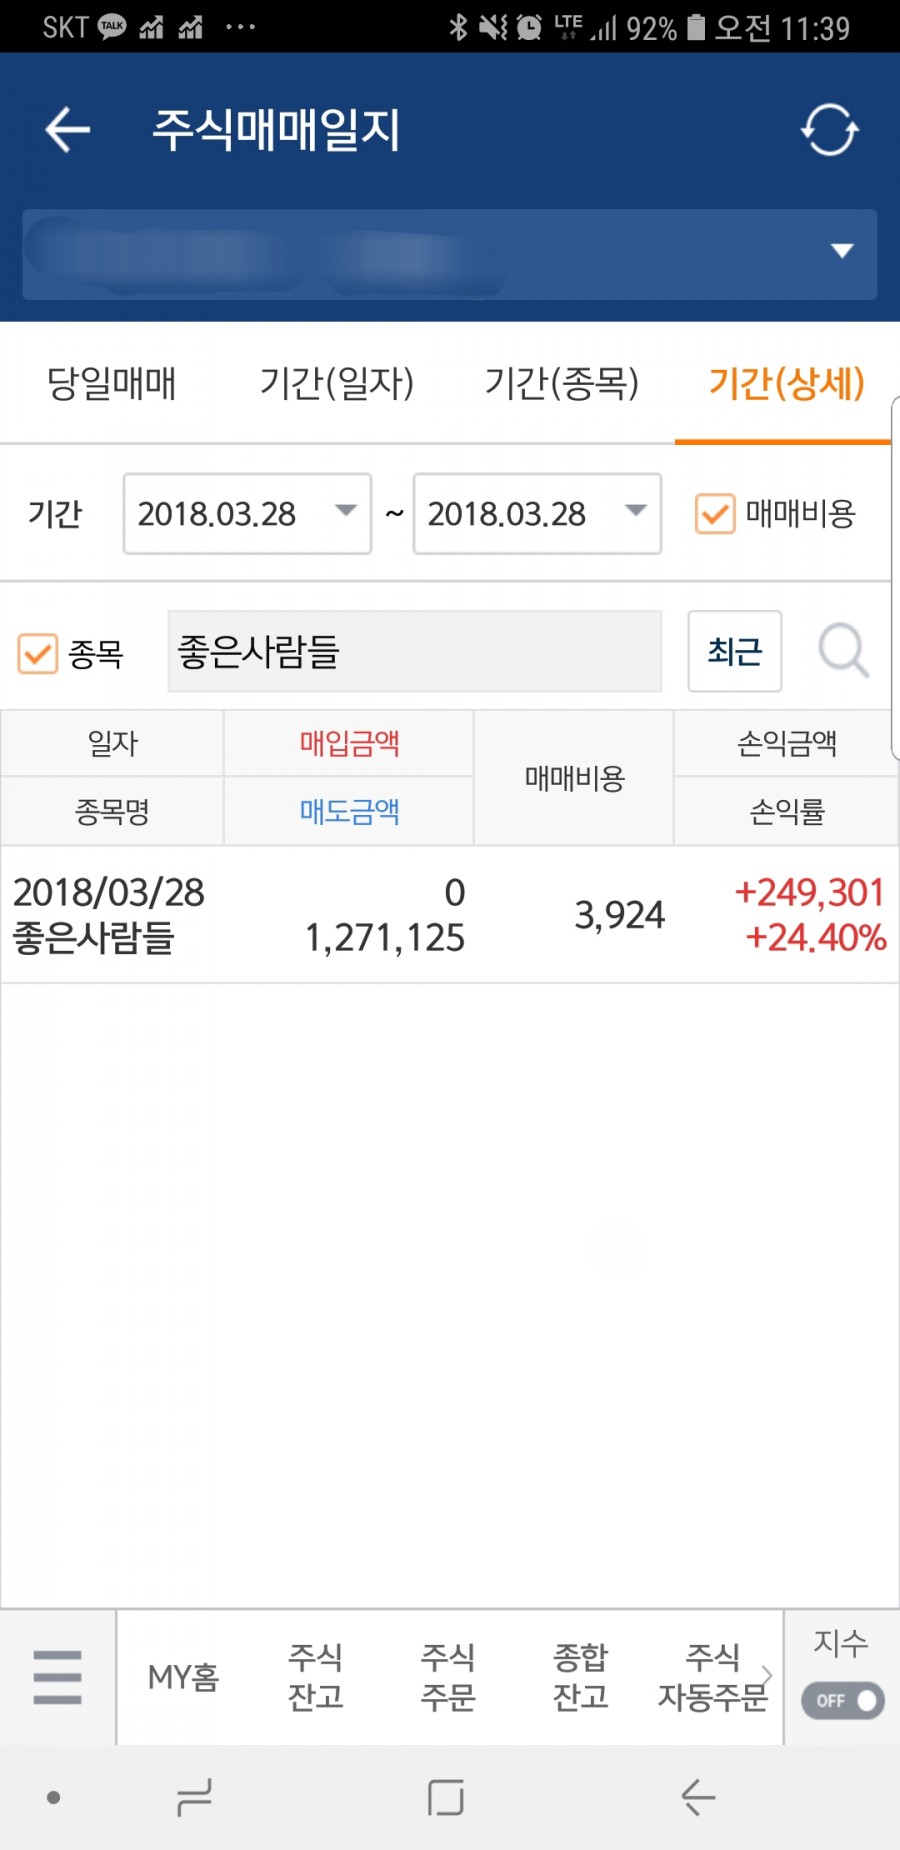 SKT TALK ... LTE 92% 오전 11:39
주식매매일지
당일매매 기간(일자) 기간(종목) 기간(상세)
기간 2018.03.28 ~ 2018.03.28 매매비용
종목 좋은사람들 최근
일자 매입금액 매매비용 손익금액
종목명 매도금액 손익률
2018/03/28 0 3,924 +249,301
좋은사람들 1,271,125 +24.40%
MY홈 주식 주식 종합 주식 지수
잔고 주문 잔고 자동주문 OFF